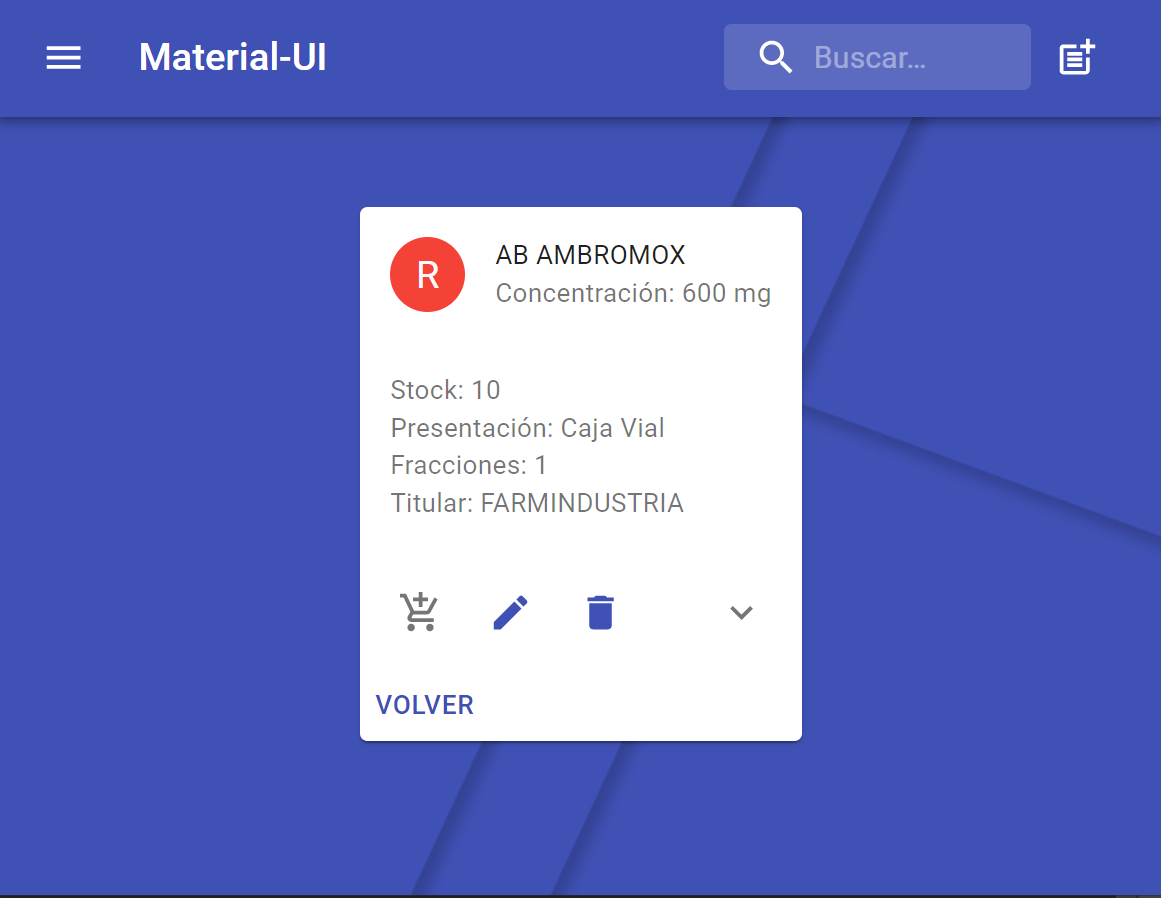 Material-UI
Buscar...
R
AB AMBROMOX
Concentración: 600 mg
Stock: 10
Presentación: Caja Vial
Fracciones: 1
Titular: FARMINDUSTRIA
VOLVER